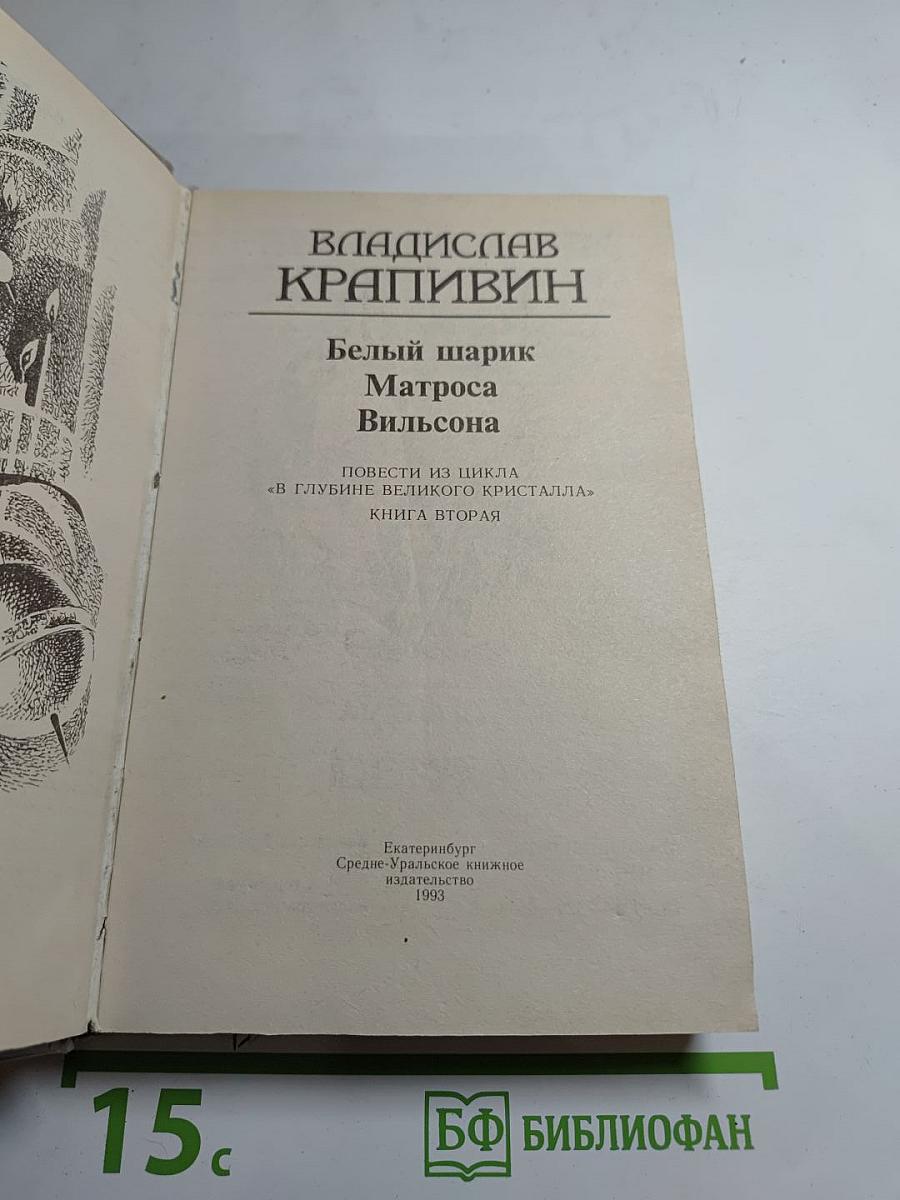 ВЛАДИСЛАВ
КРАПИВИН
Белый шарик
Матроса
Вильсона
ПОВЕСТИ ИЗ ЦИКЛА
«В ГЛУБИНЕ ВЕЛИКОГО КРИСТАЛЛА»
КНИГА ВТОРАЯ
Екатеринбург
Средне-Уральское книжное
издательство
1993
15 с
БФ БИБЛИОФАН